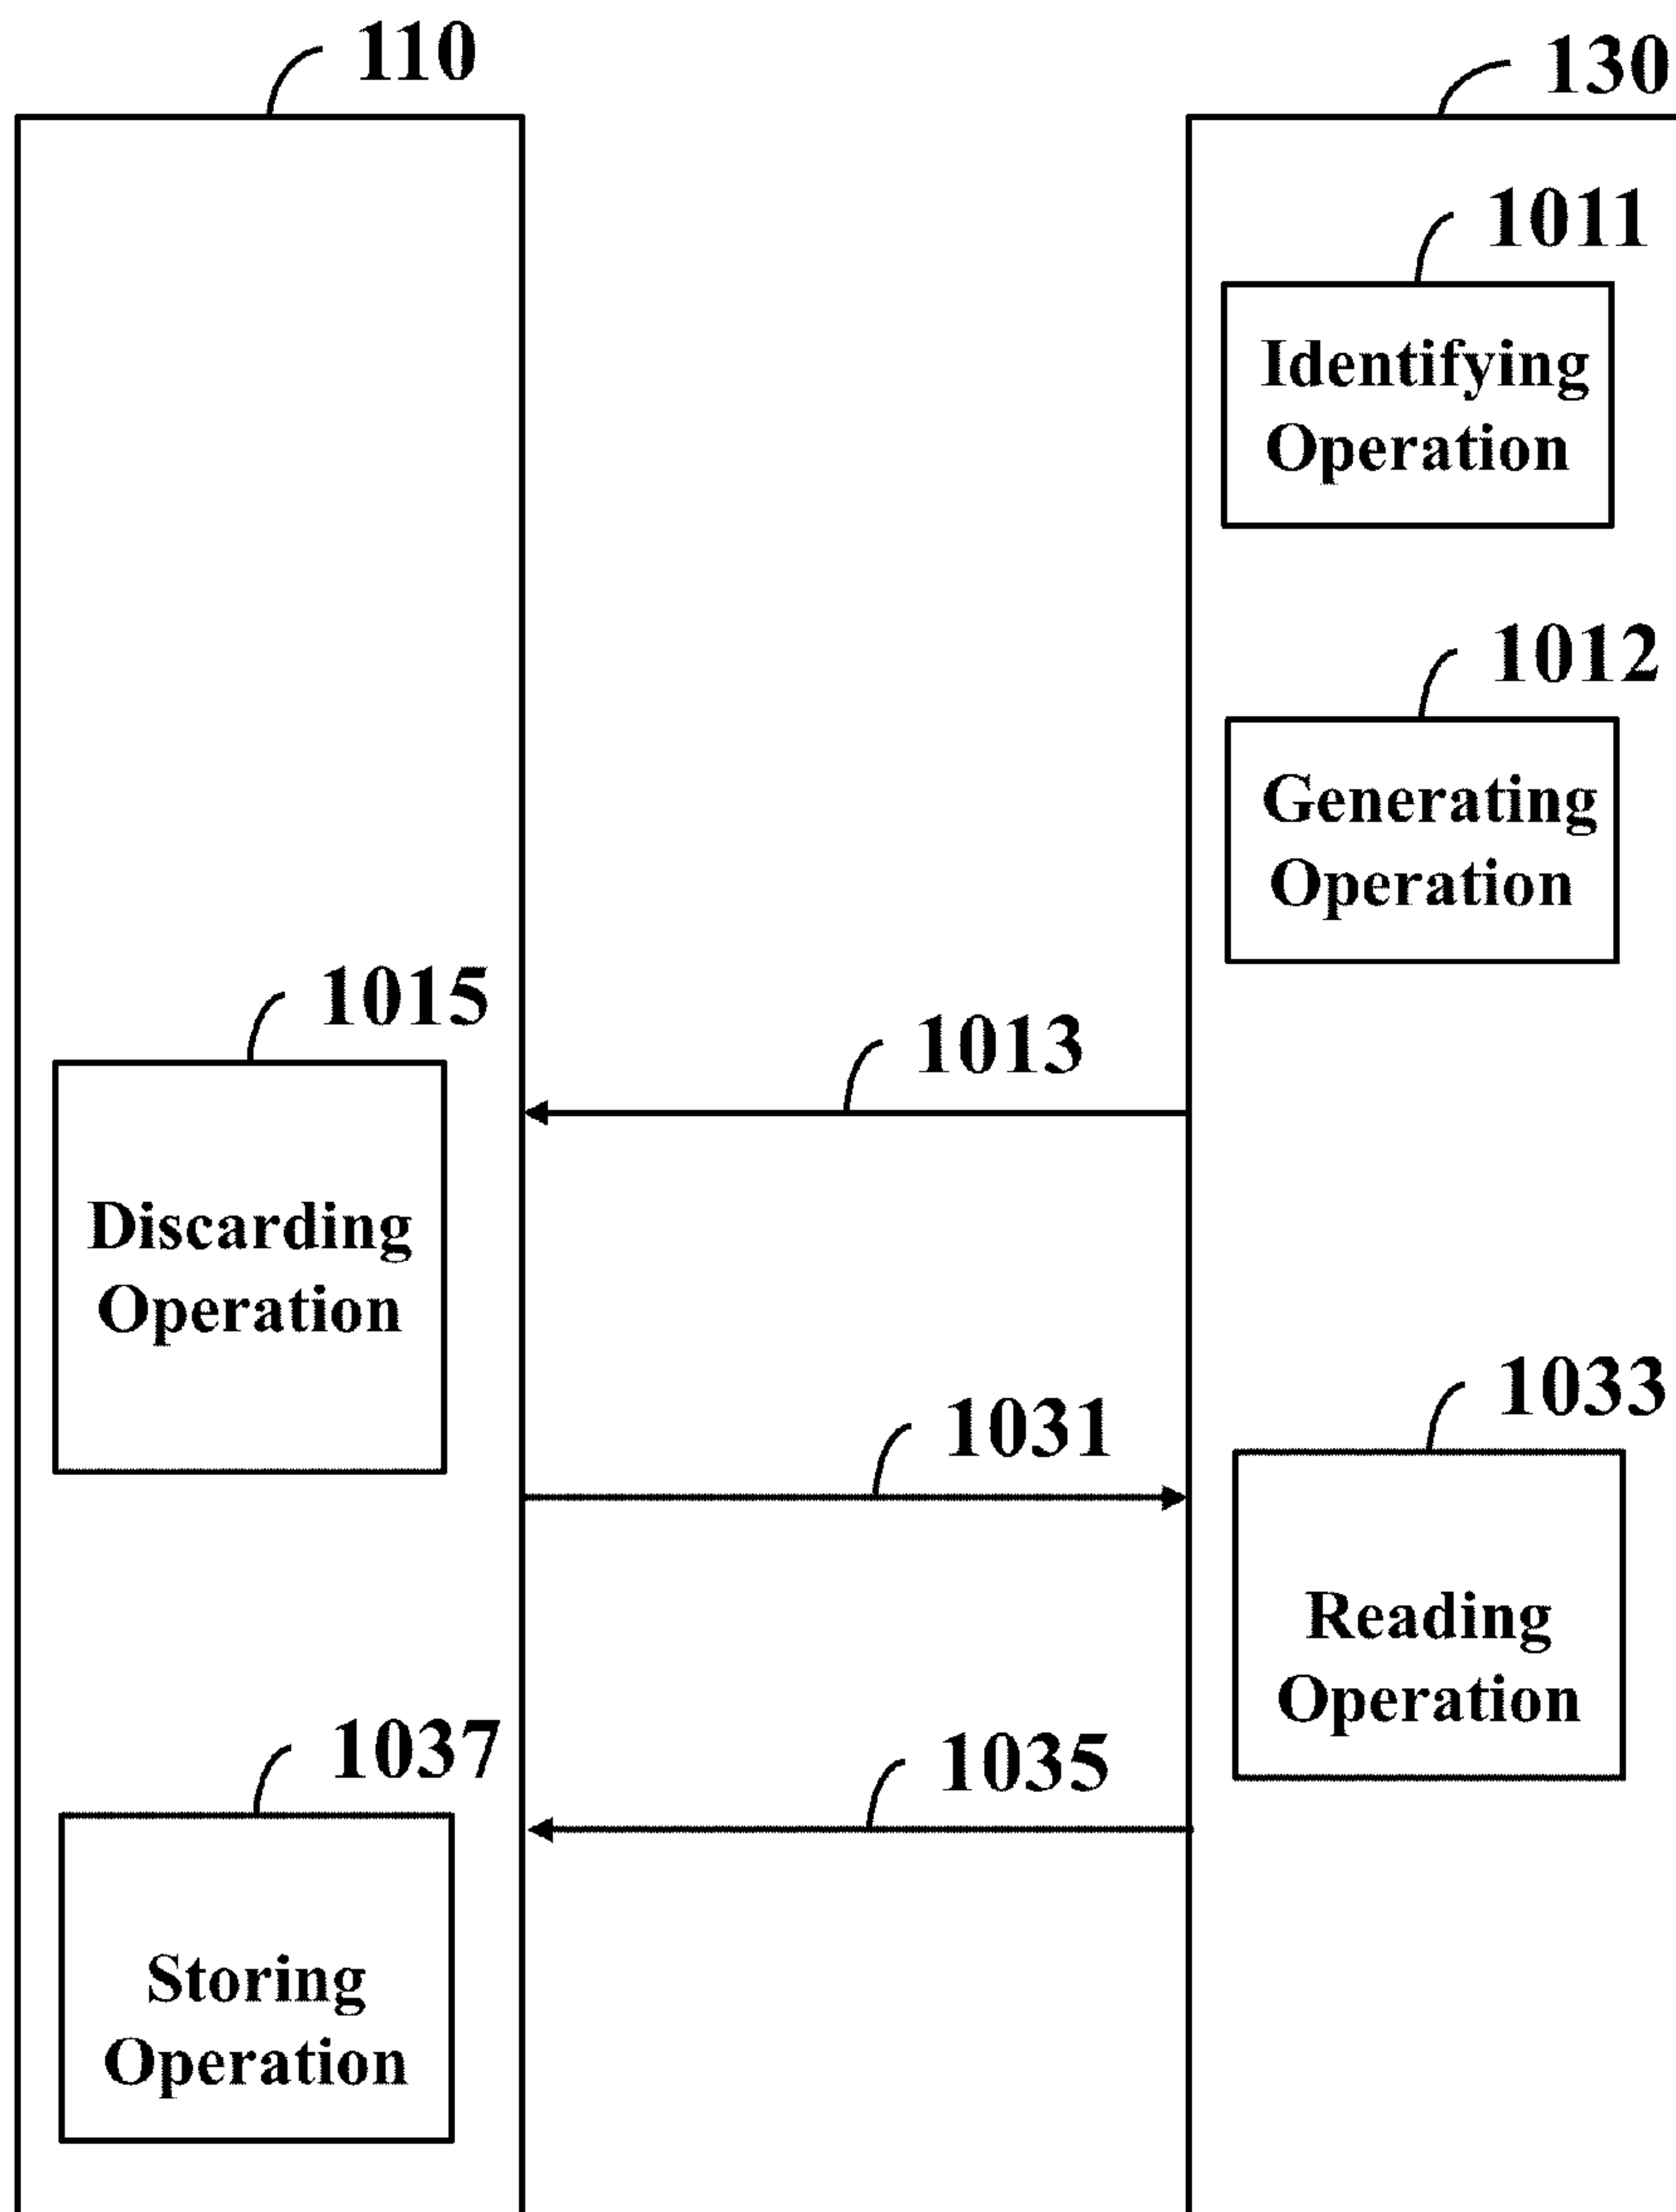 110
130
1011
Identifying
Operation
1012
Generating
Operation
1015
1013
Discarding
Operation
1031
1033
Reading
Operation
1037
1035
Storing
Operation